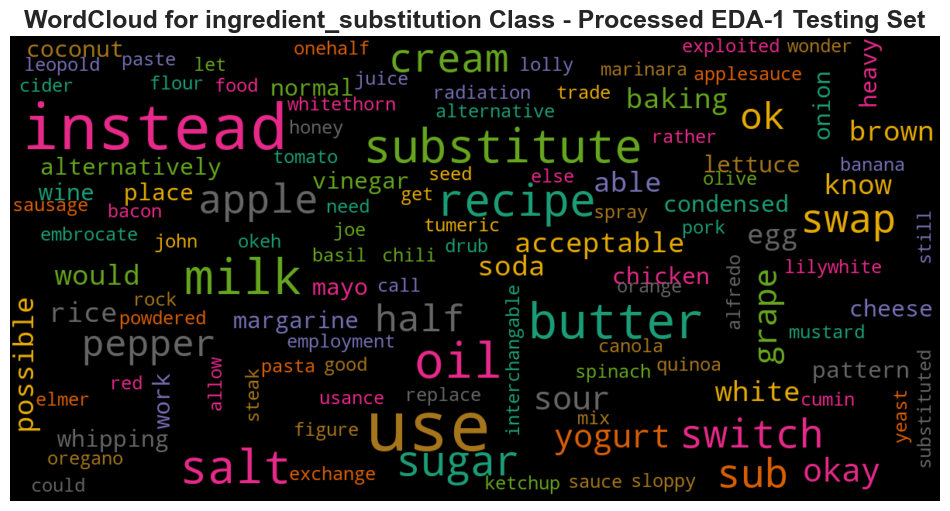 WordCloud for ingredient_substitution Class - Processed EDA-1 Testing Set
coconut
onehalf
cream
exploited
wonder
leopold
paste
let
lolly
marinara
applesauce
heavy
cider
flour
food
normal
juice
radiation
trade
baking
onion
whitethorn
alternative
ok
brown
instead
honey
substitute
rather
tomato
lettuce
banana
alternatively
vinegar
seed
else
able
olive
know
wine
place
apple
get
recipe
condensed
swap
still
sausage
bacon
need
spray
embrocate
john
okeh
joe
tumeric
drub
acceptable
pork
egg
basil
chili
soda
would
milk
mayo
call
chicken
orange
lilywhite
alfredo
grape
rock
rice
powdered
margarine
half
butter
cheese
possible
pepper
employment
interchangable
canola
mustard
oil
red
allow
steak
pasta
good
spinach
quinoa
pattern
elmer
work
usance
replace
sour
white
cumin
yeast
substituted
use
mix
whipping
figure
yogurt
switch
oregano
salt
exchange
sugar
sub
okay
could
ketchup
sauce
sloppy